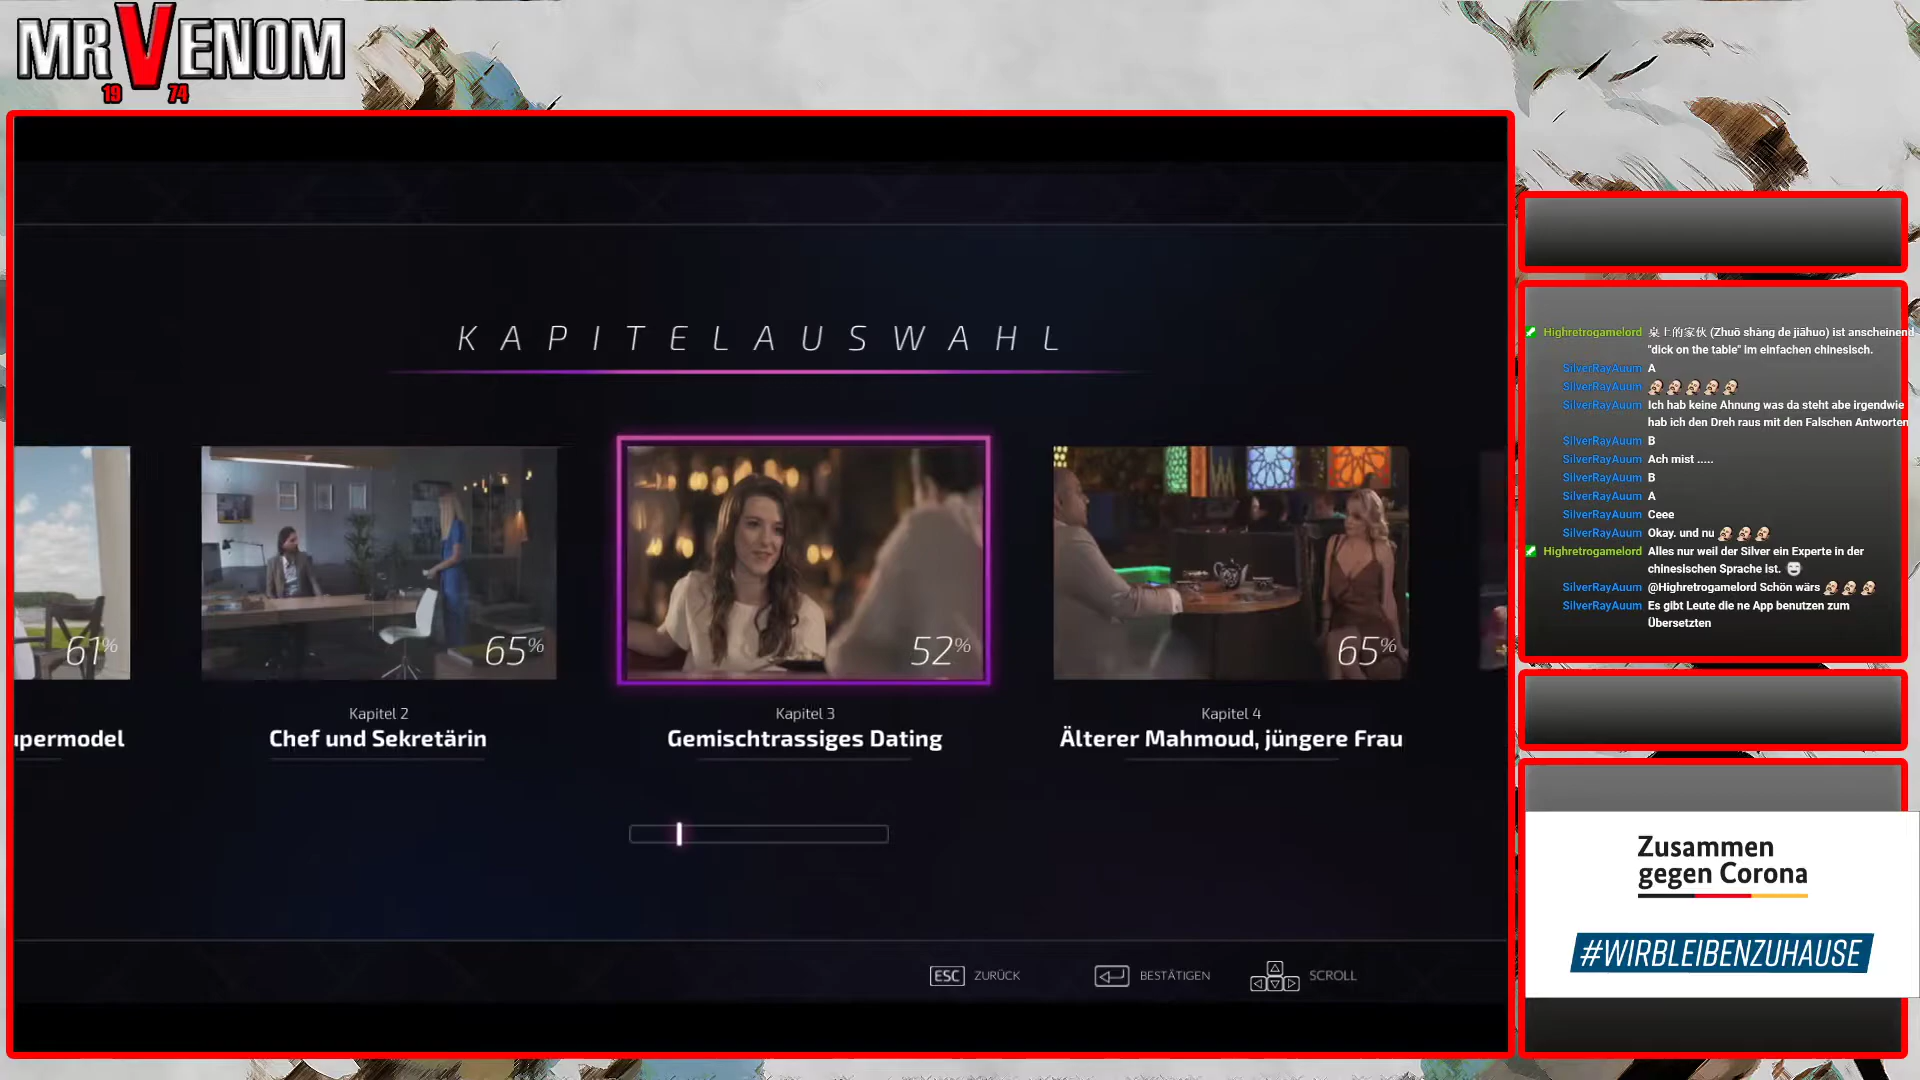 MRVENOM
19 74
KAPITELAUSWAHL
61%
65%
52%
65%
Kapitel 2
Kapitel 3
Kapitel 4
upermodel
Chef und Sekretärin
Gemischtrassiges Dating
Älterer Mahmoud, jüngere Frau
ESC ZURÜCK
BESTÄTIGEN
SCROLL
Highretrogamelord 桌上的家伙 (Zhuō shàng de jiāhuo) ist anscheinend
"dick on the table" im einfachen chinesisch.
SilverRayAuum A
SilverRayAuum
SilverRayAuum Ich hab keine Ahnung was da steht abe irgendwie
hab ich den Dreh raus mit den Falschen Antworten
SilverRayAuum B
SilverRayAuum Ach mist .....
SilverRayAuum B
SilverRayAuum A
SilverRayAuum Ceee
SilverRayAuum Okay. und nu
Highretrogamelord Alles nur weil der Silver ein Experte in der
chinesischen Sprache ist.
SilverRayAuum @Highretrogamelord Schön wärs
SilverRayAuum Es gibt Leute die ne App benutzen zum
Übersetzten
Zusammen
gegen Corona
#WIRBLEIBENZUHAUSE